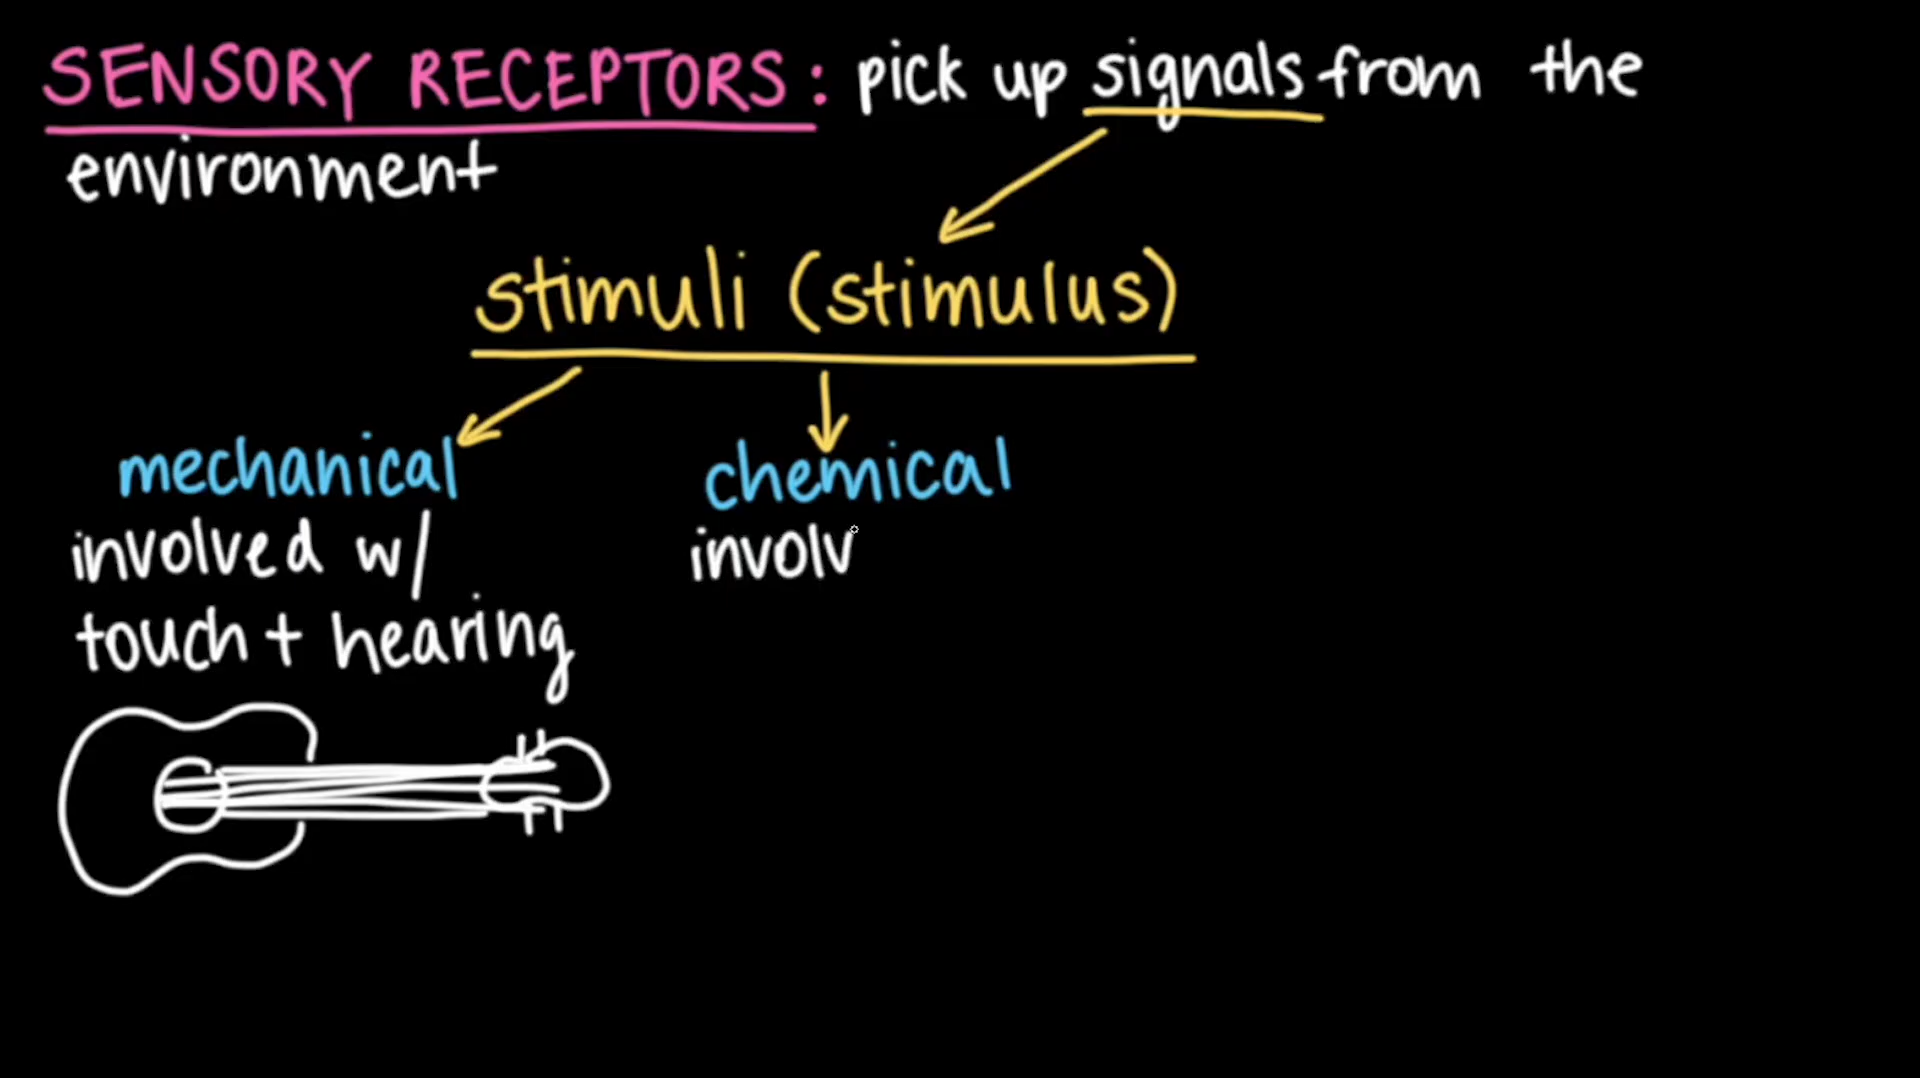 SENSORY RECEPTORS: pick up signals from the
environment
stimuli (stimulus)
mechanical
involved w/
touch + hearing
chemical
involv